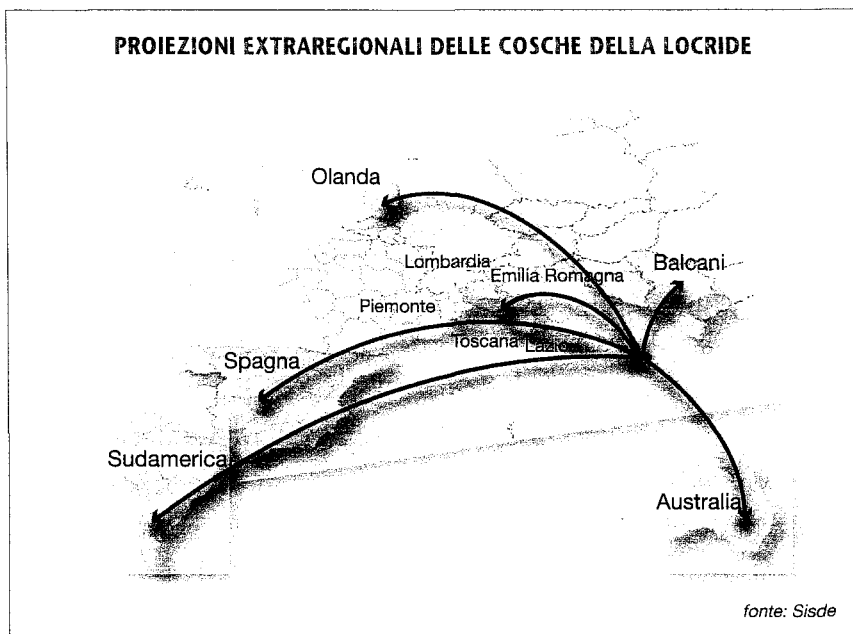 PROIEZIONI EXTRAREGIONALI DELLE COSCHE DELLA LOCRIDE
Olanda
Lombardia
Emilia Romagna
Balcani
Piemonte
Toscana
Lazio
Spagna
Sudamerica
Australia
fonte: Sisde